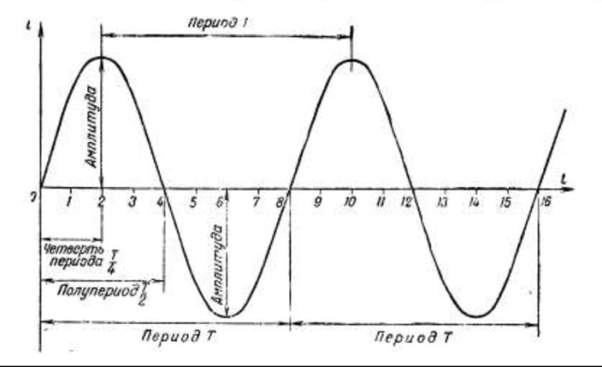 i
Период T
Амплитуда
0 1 2 3 4 5 6 7 8 9 10 11 12 13 14 15 16
t
Четверть
периода T/4
Полупериод T/2
Амплитуда
Период T
Период T